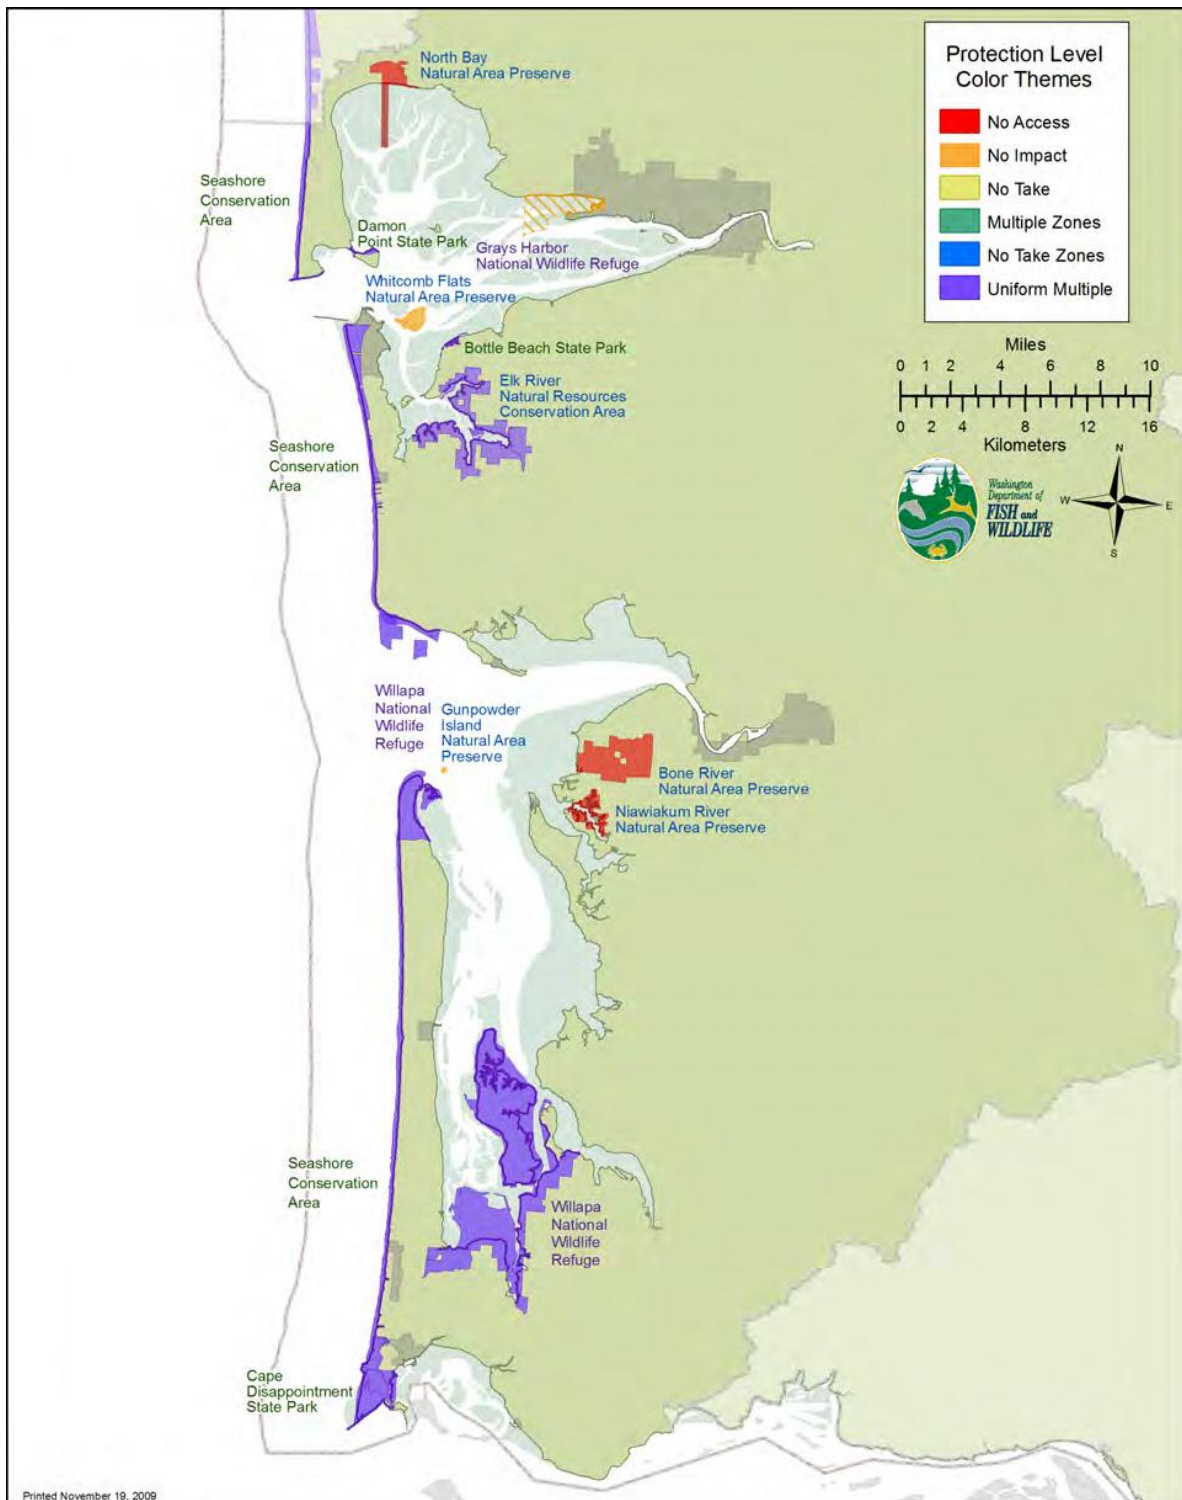 North Bay
Natural Area Preserve
Protection Level
Color Themes
No Access
No Impact
No Take
Multiple Zones
No Take Zones
Uniform Multiple
Seashore
Conservation
Area
Damon
Point State Park
Grays Harbor
National Wildlife Refuge
Whitcomb Flats
Natural Area Preserve
Bottle Beach State Park
Elk River
Natural Resources
Conservation Area
Miles
0 1 2 4 6 8 10
0 2 4 8 12 16
Kilometers
Seashore
Conservation
Area
Washington
Department of
FISH and
WILDLIFE
N
W
E
S
Willapa
National
Wildlife
Refuge
Gunpowder
Island
Natural Area
Preserve
Bone River
Natural Area Preserve
Niawiakum River
Natural Area Preserve
Seashore
Conservation
Area
Willapa
National
Wildlife
Refuge
Cape
Disappointment
State Park
Printed November 19, 2009